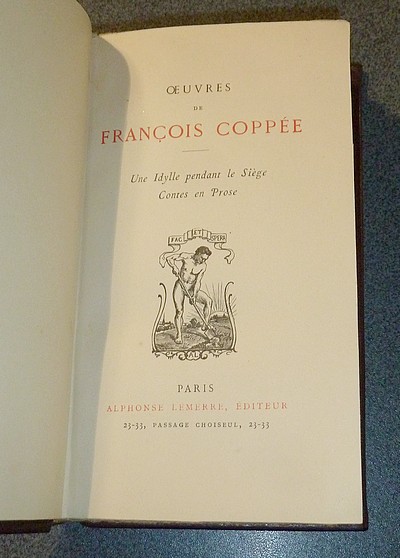 ŒUVRES
DE
FRANÇOIS COPPÉE
Une Idylle pendant le Siège
Contes en Prose
FAC ET SPERA
AL
PARIS
ALPHONSE LEMERRE, ÉDITEUR
23-33, PASSAGE CHOISEUL, 23-33